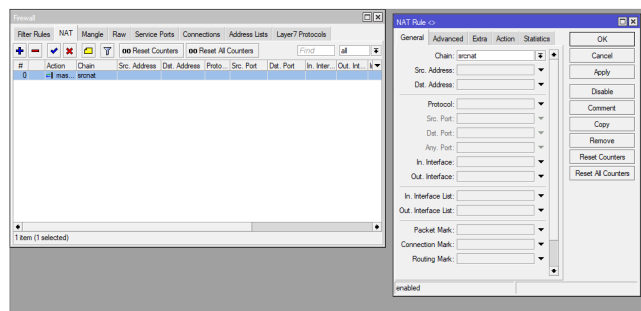 Firewall
Filter Rules NAT Mangle Raw Service Ports Connections Address Lists Layer7 Protocols
00 Reset Counters 00 Reset All Counters Find all
# Action Chain Src. Address Dst. Address Proto... Src. Port Dst. Port In. Inter... Out. Int...
0 mas... srcnat
1 item (1 selected)
NAT Rule <>
General Advanced Extra Action Statistics
Chain: srcnat
Src. Address:
Dst. Address:
Protocol:
Src. Port:
Dst. Port:
Any. Port:
In. Interface:
Out. Interface:
In. Interface List:
Out. Interface List:
Packet Mark:
Connection Mark:
Routing Mark:
OK
Cancel
Apply
Disable
Comment
Copy
Remove
Reset Counters
Reset All Counters
enabled